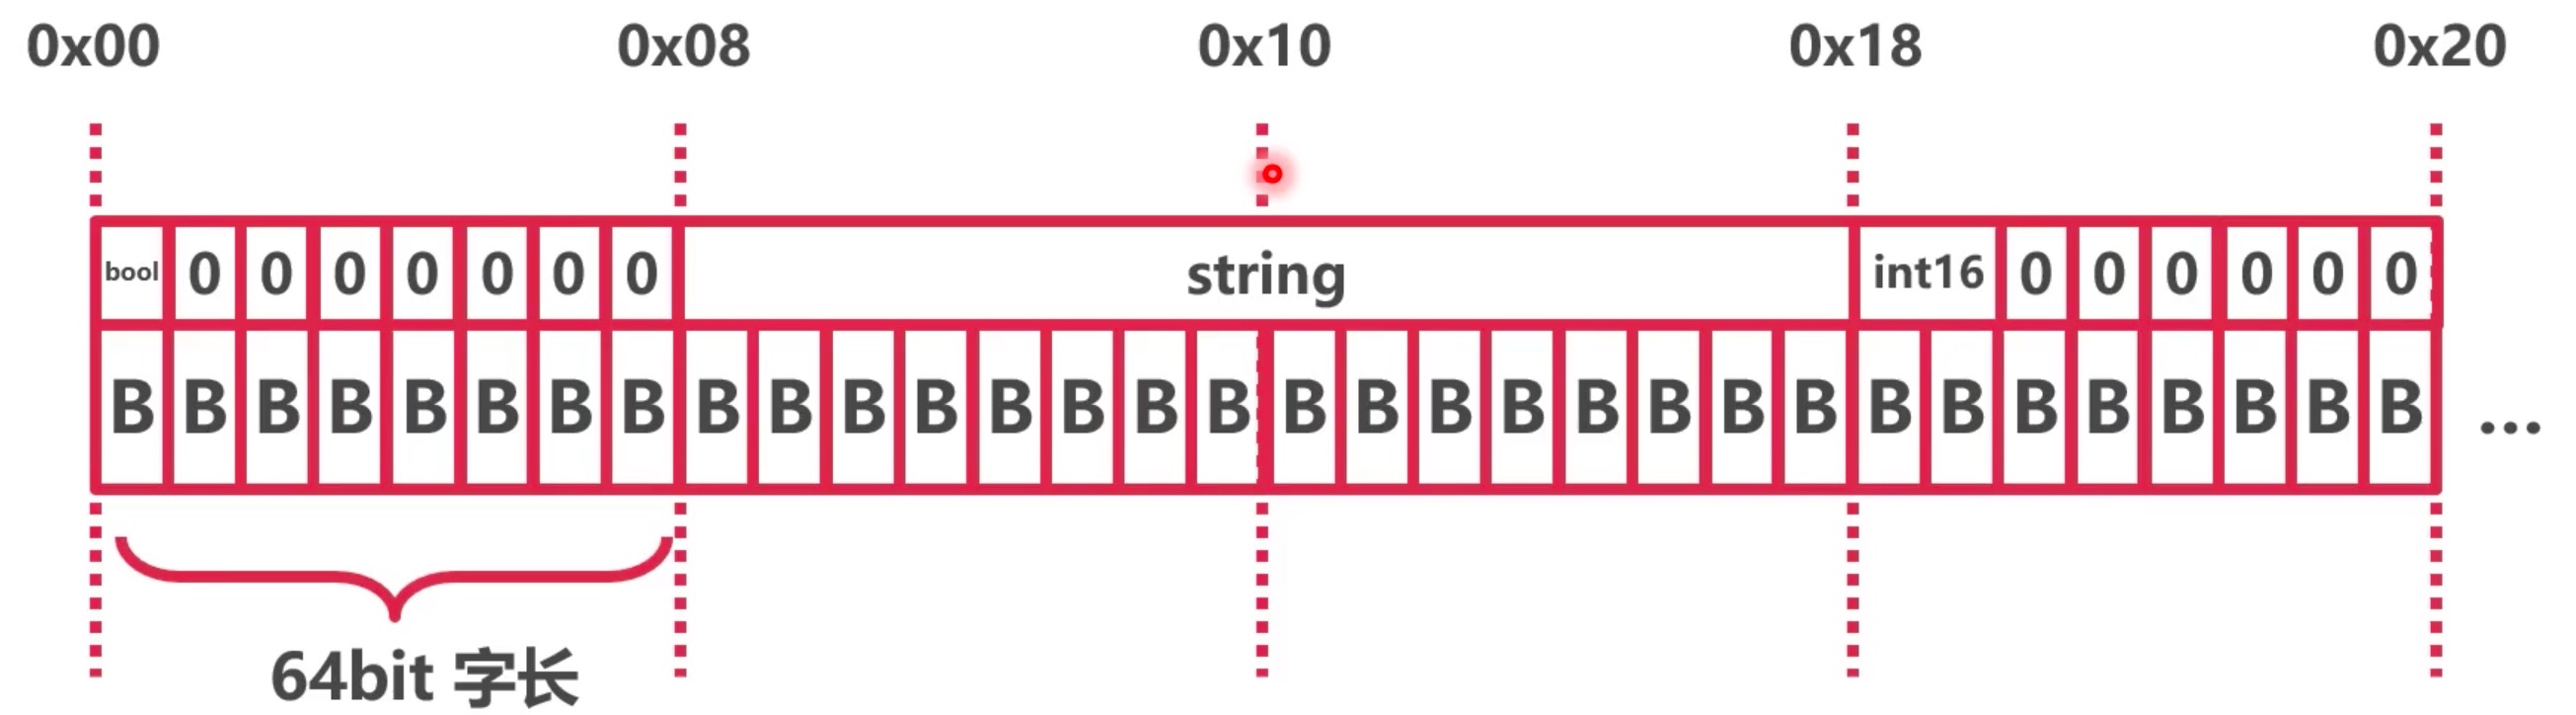 0x00 0x08 0x10 0x18 0x20
bool 0 0 0 0 0 0 0 string int16 0 0 0 0 0 0
B B B B B B B B B B B B B B B B B B B B B B B B B B B B B B B B ...
64bit 字长